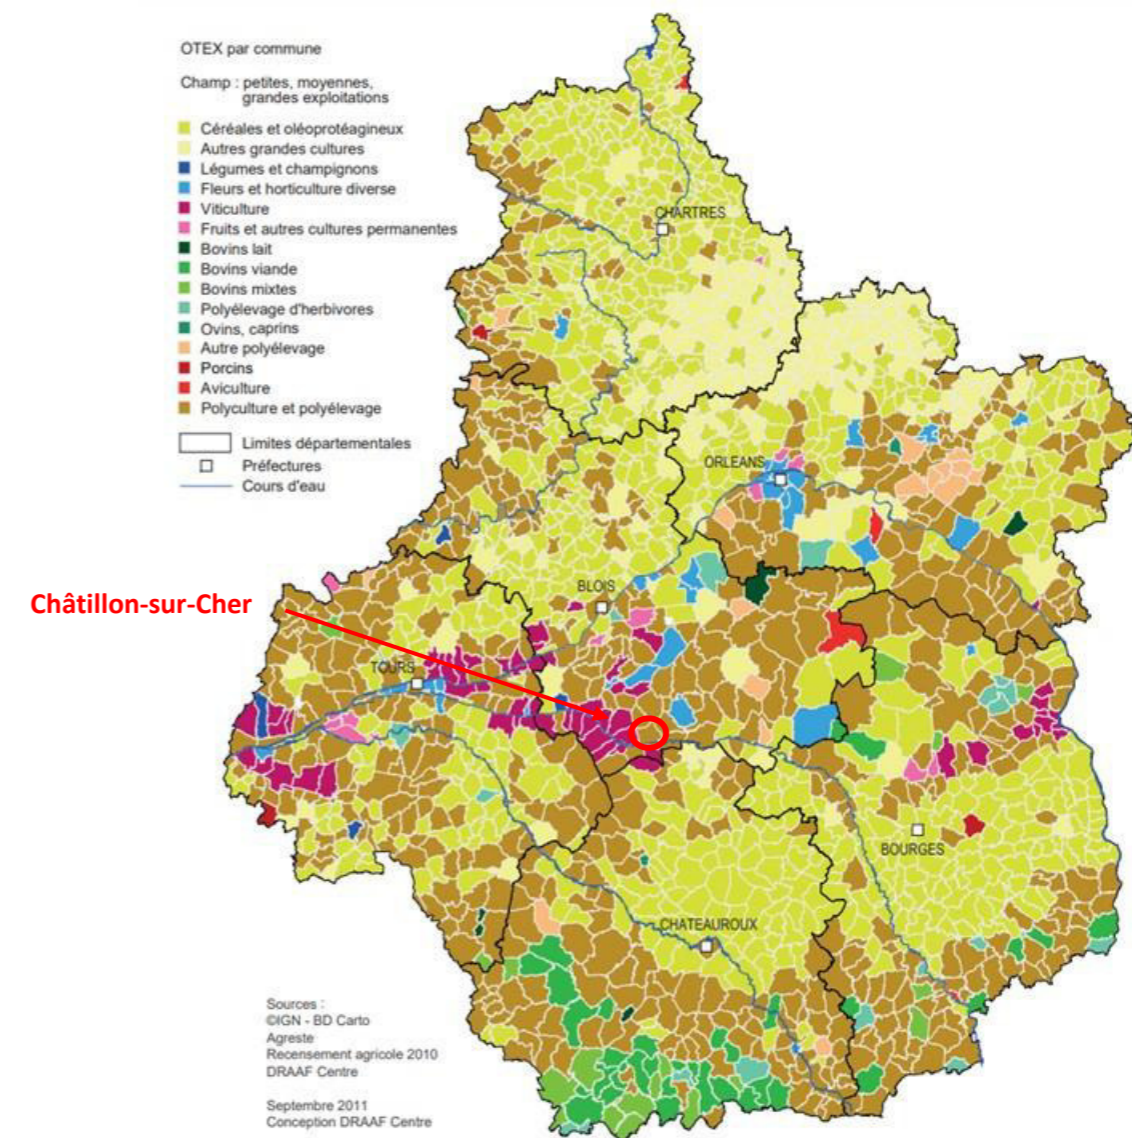 OTEX par commune
Champ : petites, moyennes,
grandes exploitations
Céréales et oléoprotéagineux
Autres grandes cultures
Légumes et champignons
Fleurs et horticulture diverse
Viticulture
Fruits et autres cultures permanentes
Bovins lait
Bovins viande
Bovins mixtes
Polyélevage d'herbivores
Ovins, caprins
Autre polyélevage
Porcins
Aviculture
Polyculture et polyélevage
Limites départementales
Préfectures
Cours d'eau
CHARTRES
ORLEANS
BLOIS
Châtillon-sur-Cher
TOURS
BOURGES
CHATEAUROUX
Sources :
©IGN - BD Carto
Agreste
Recensement agricole 2010
DRAAF Centre
Septembre 2011
Conception DRAAF Centre